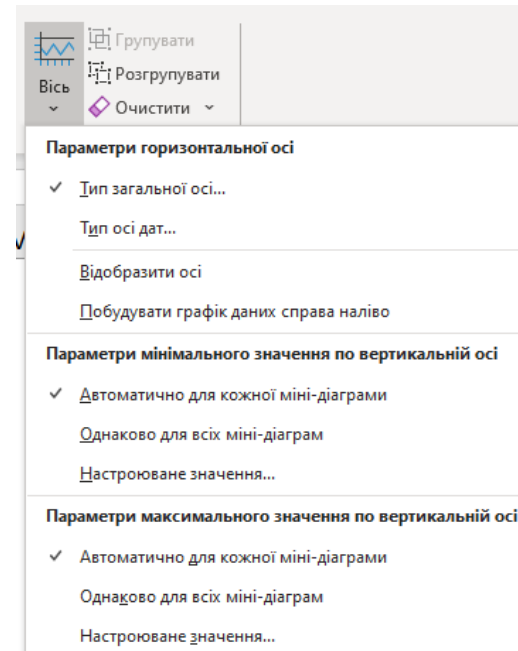 Групувати
Розгрупувати
Вісь
Очистити
Параметри горизонтальної осі
Тип загальної осі...
Тип осі дат...
Відобразити осі
Побудувати графік даних справа наліво
Параметри мінімального значення по вертикальній осі
Автоматично для кожної міні-діаграми
Однаково для всіх міні-діаграм
Настроюване значення...
Параметри максимального значення по вертикальній осі
Автоматично для кожної міні-діаграми
Однаково для всіх міні-діаграм
Настроюване значення...